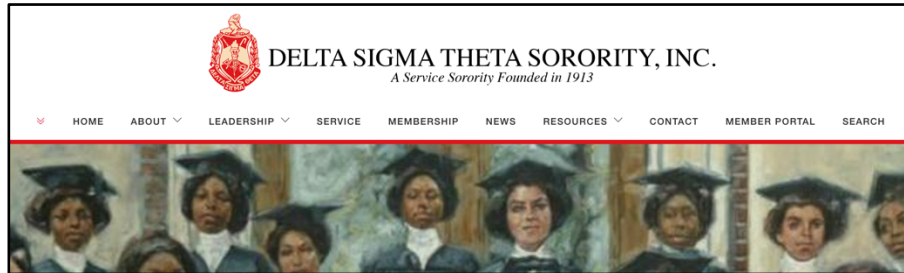 DELTA SIGMA THETA SORORITY, INC.
A Service Sorority Founded in 1913
HOME ABOUT LEADERSHIP SERVICE MEMBERSHIP NEWS RESOURCES CONTACT MEMBER PORTAL SEARCH